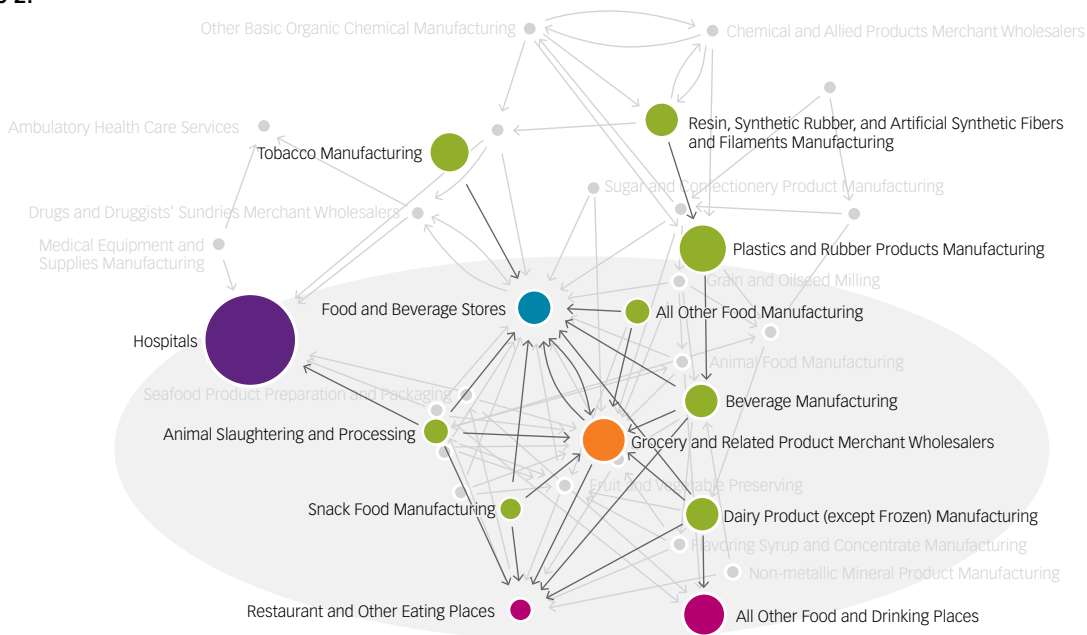 Other Basic Organic Chemical Manufacturing
Chemical and Allied Products Merchant Wholesalers
Ambulatory Health Care Services
Resin, Synthetic Rubber, and Artificial Synthetic Fibers
and Filaments Manufacturing
Tobacco Manufacturing
Sugar and Confectionery Product Manufacturing
Drugs and Druggists' Sundries Merchant Wholesalers
Medical Equipment and
Supplies Manufacturing
Plastics and Rubber Products Manufacturing
Grain and Oilseed Milling
Food and Beverage Stores
All Other Food Manufacturing
Hospitals
Animal Food Manufacturing
Seafood Product Preparation and Packaging
Beverage Manufacturing
Animal Slaughtering and Processing
Grocery and Related Product Merchant Wholesalers
Fruit and Vegetable Preserving
Snack Food Manufacturing
Dairy Product (except Frozen) Manufacturing
Flavoring Syrup and Concentrate Manufacturing
Non-metallic Mineral Product Manufacturing
Restaurant and Other Eating Places
All Other Food and Drinking Places